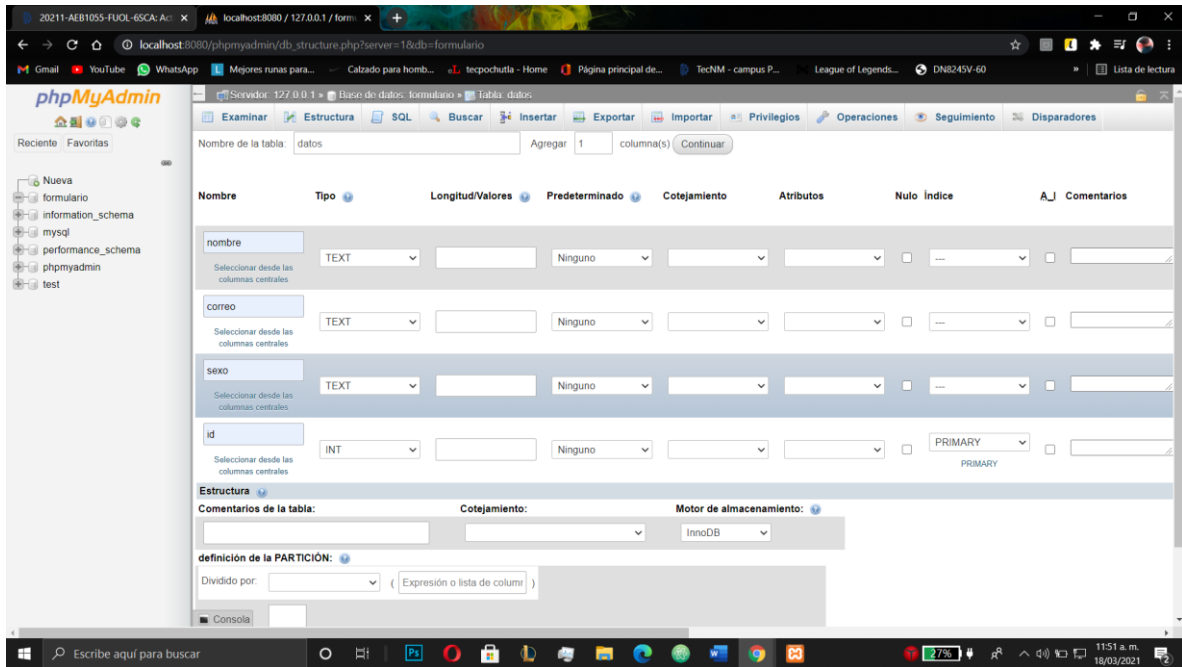 20211-AEB1055-FUOL-6SCA: Act
localhost:8080 / 127.0.0.1 / formu
localhost:8080/phpmyadmin/db_structure.php?server=1&db=formulario
Gmail YouTube WhatsApp Mejores runas para... Calzado para homb... tecpochutla - Home Página principal de... TecNM - campus P... League of Legends... DN8245V-60 » Lista de lectura
phpMyAdmin
Reciente Favoritas
Nueva
formulario
information_schema
mysql
performance_schema
phpmyadmin
test
Servidor: 127.0.0.1 » Base de datos: formulario » Tabla: datos
Examinar Estructura SQL Buscar Insertar Exportar Importar Privilegios Operaciones Seguimiento Disparadores
Nombre de la tabla: datos Agregar 1 columna(s) Continuar
Nombre Tipo Longitud/Valores Predeterminado Cotejamiento Atributos Nulo Índice A_I Comentarios
nombre TEXT Ninguno ---
Seleccionar desde las
columnas centrales
correo TEXT Ninguno ---
Seleccionar desde las
columnas centrales
sexo TEXT Ninguno ---
Seleccionar desde las
columnas centrales
id INT Ninguno PRIMARY
Seleccionar desde las PRIMARY
columnas centrales
Estructura
Comentarios de la tabla: Cotejamiento: Motor de almacenamiento:
InnoDB
definición de la PARTICIÓN:
Dividido por: ( Expresión o lista de column )
Consola
Escribe aquí para buscar
Ps
27%
11:51 a. m.
18/03/2021
2